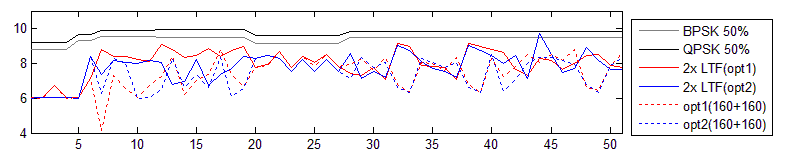 10
8
6
4
5
10
15
20
25
30
35
40
45
50
BPSK 50%
QPSK 50%
2x LTF(opt1)
2x LTF(opt2)
opt1(160+160)
opt2(160+160)